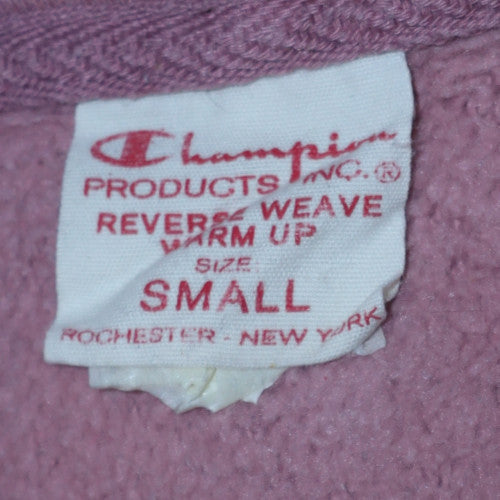 Champion
PRODUCTS INC.®
REVERSE WEAVE
WARM UP
SIZE
SMALL
ROCHESTER - NEW YORK